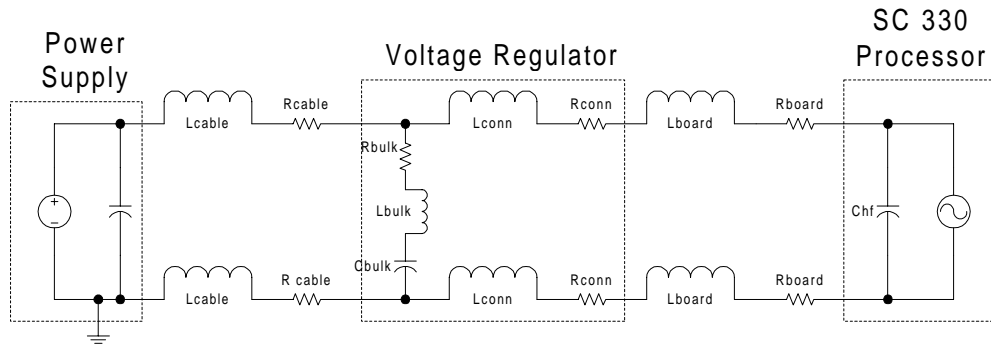 Power
Supply
Voltage Regulator
SC 330
Processor
Lcable
Rcable
Lconn
Rconn
Lboard
Rboard
+
-
Rbulk
Lbulk
Cbulk
Chf
Lcable
R cable
Lconn
Rconn
Lboard
Rboard